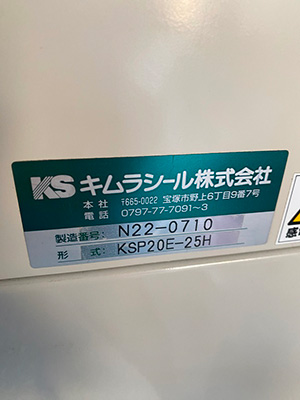 KS キムラシール株式会社
本社 〒665-0022 宝塚市野上6丁目9番7号
電話 0797-77-7091~3
製造番号: N22-0710
形 式: KSP20E-25H
感